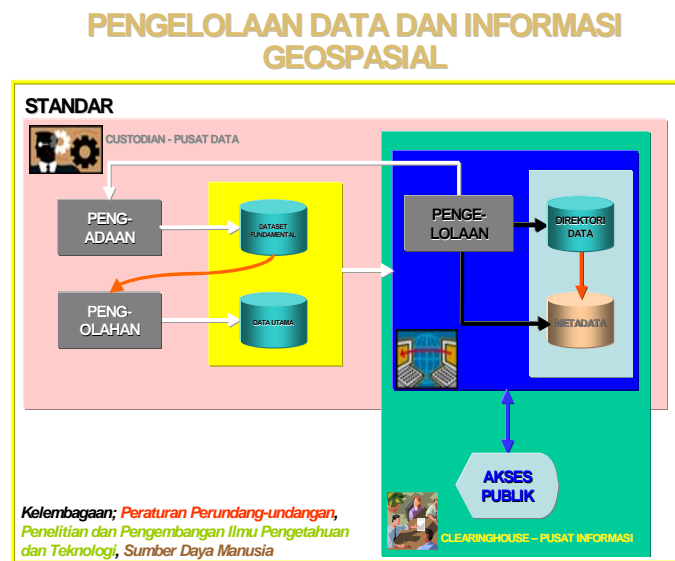 PENGELOLAAN DATA DAN INFORMASI
GEOSPASIAL
STANDAR
CUSTODIAN - PUSAT DATA
PENG-
ADAAN
DATASET
FUNDAMENTAL
PENGE-
LOLAAN
DIREKTORI
DATA
PENG-
OLAHAN
DATA UTAMA
METADATA
AKSES
PUBLIK
Kelembagaan; Peraturan Perundang-undangan,
Penelitian dan Pengembangan Ilmu Pengetahuan
dan Teknologi, Sumber Daya Manusia
CLEARINGHOUSE – PUSAT INFORMASI